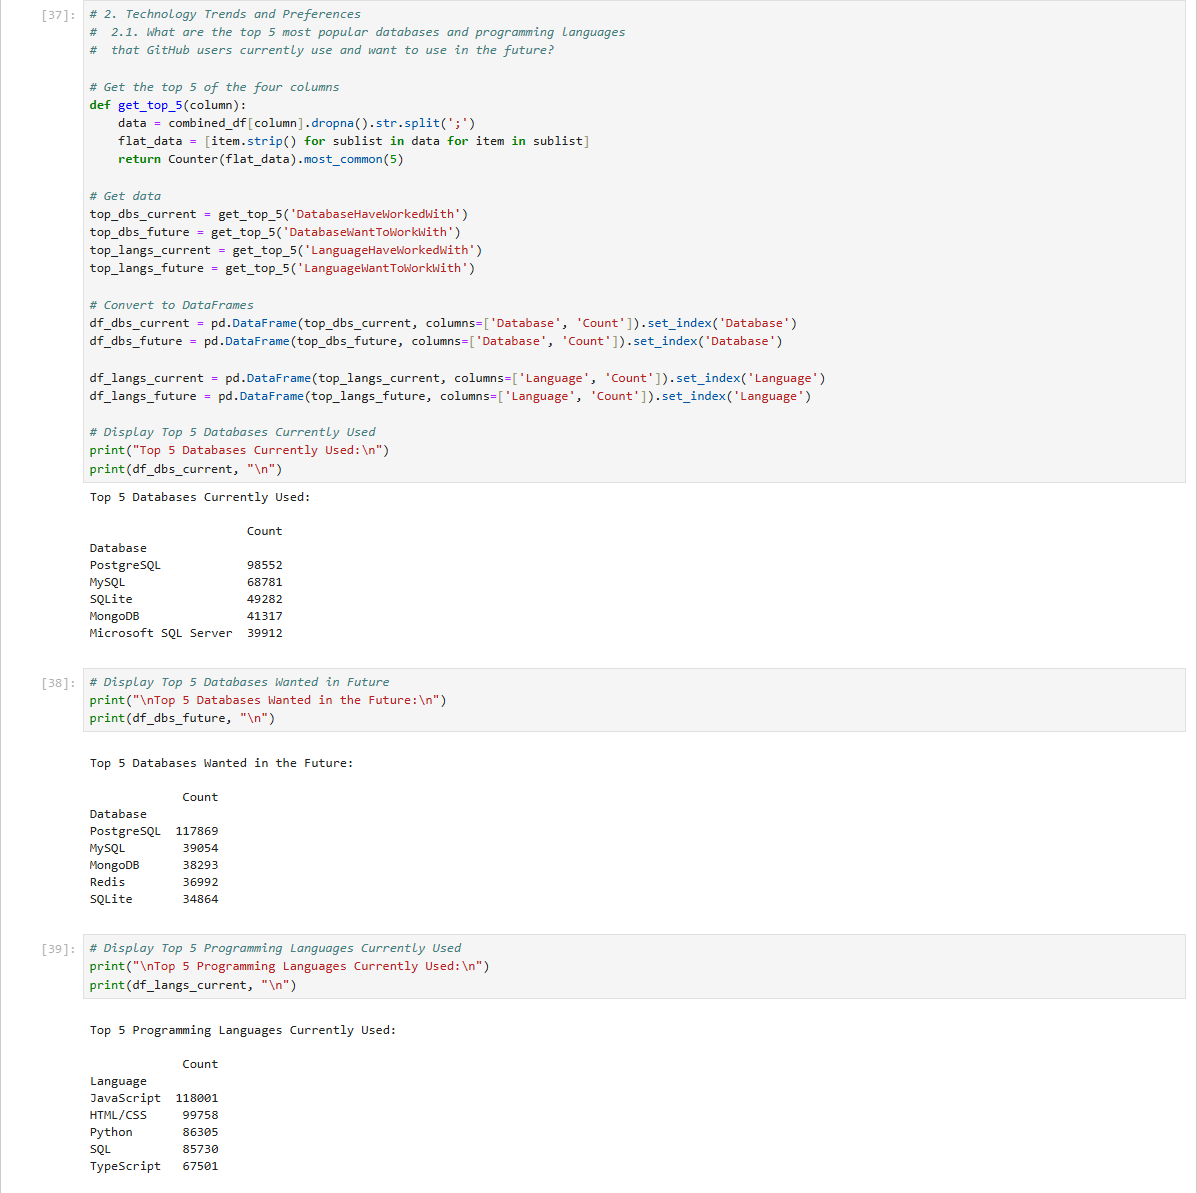 [37]: # 2. Technology Trends and Preferences
#  2.1. What are the top 5 most popular databases and programming languages
#  that GitHub users currently use and want to use in the future?
# Get the top 5 of the four columns
def get_top_5(column):
    data = combined_df[column].dropna().str.split(';')
    flat_data = [item.strip() for sublist in data for item in sublist]
    return Counter(flat_data).most_common(5)
# Get data
top_dbs_current = get_top_5('DatabaseHaveWorkedWith')
top_dbs_future = get_top_5('DatabaseWantToWorkWith')
top_langs_current = get_top_5('LanguageHaveWorkedWith')
top_langs_future = get_top_5('LanguageWantToWorkWith')
# Convert to DataFrames
df_dbs_current = pd.DataFrame(top_dbs_current, columns=['Database', 'Count']).set_index('Database')
df_dbs_future = pd.DataFrame(top_dbs_future, columns=['Database', 'Count']).set_index('Database')
df_langs_current = pd.DataFrame(top_langs_current, columns=['Language', 'Count']).set_index('Language')
df_langs_future = pd.DataFrame(top_langs_future, columns=['Language', 'Count']).set_index('Language')
# Display Top 5 Databases Currently Used
print("Top 5 Databases Currently Used:\n")
print(df_dbs_current, "\n")
Top 5 Databases Currently Used:
Count
Database
PostgreSQL 98552
MySQL 68781
SQLite 49282
MongoDB 41317
Microsoft SQL Server 39912
[38]: # Display Top 5 Databases Wanted in Future
print("\nTop 5 Databases Wanted in the Future:\n")
print(df_dbs_future, "\n")
Top 5 Databases Wanted in the Future:
Count
Database
PostgreSQL 117869
MySQL 39054
MongoDB 38293
Redis 36992
SQLite 34864
[39]: # Display Top 5 Programming Languages Currently Used
print("\nTop 5 Programming Languages Currently Used:\n")
print(df_langs_current, "\n")
Top 5 Programming Languages Currently Used:
Count
Language
JavaScript 118001
HTML/CSS 99758
Python 86305
SQL 85730
TypeScript 67501